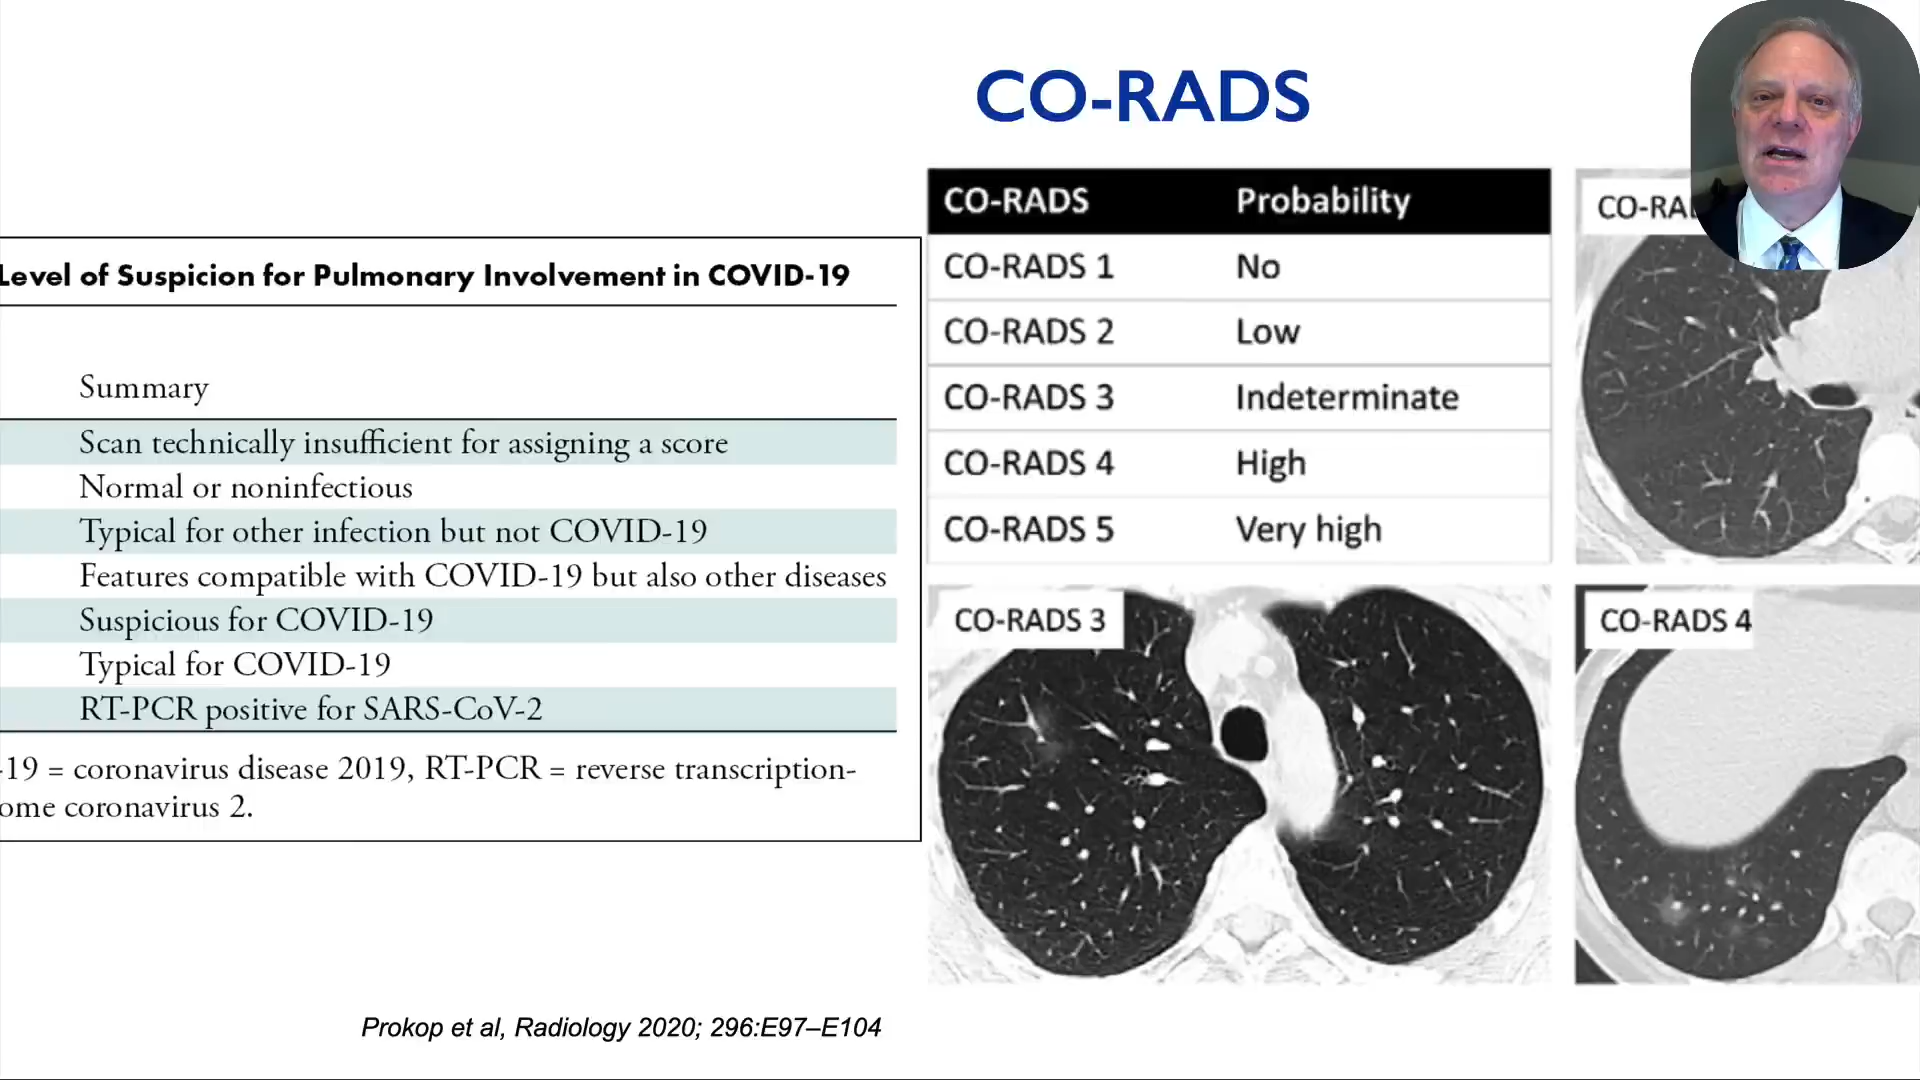 CO-RADS
Level of Suspicion for Pulmonary Involvement in COVID-19
Summary
Scan technically insufficient for assigning a score
Normal or noninfectious
Typical for other infection but not COVID-19
Features compatible with COVID-19 but also other diseases
Suspicious for COVID-19
Typical for COVID-19
RT-PCR positive for SARS-CoV-2
-19 = coronavirus disease 2019, RT-PCR = reverse transcription-
ome coronavirus 2.
CO-RADS Probability
CO-RADS 1 No
CO-RADS 2 Low
CO-RADS 3 Indeterminate
CO-RADS 4 High
CO-RADS 5 Very high
CO-RA
CO-RADS 3
CO-RADS 4
Prokop et al, Radiology 2020; 296:E97–E104